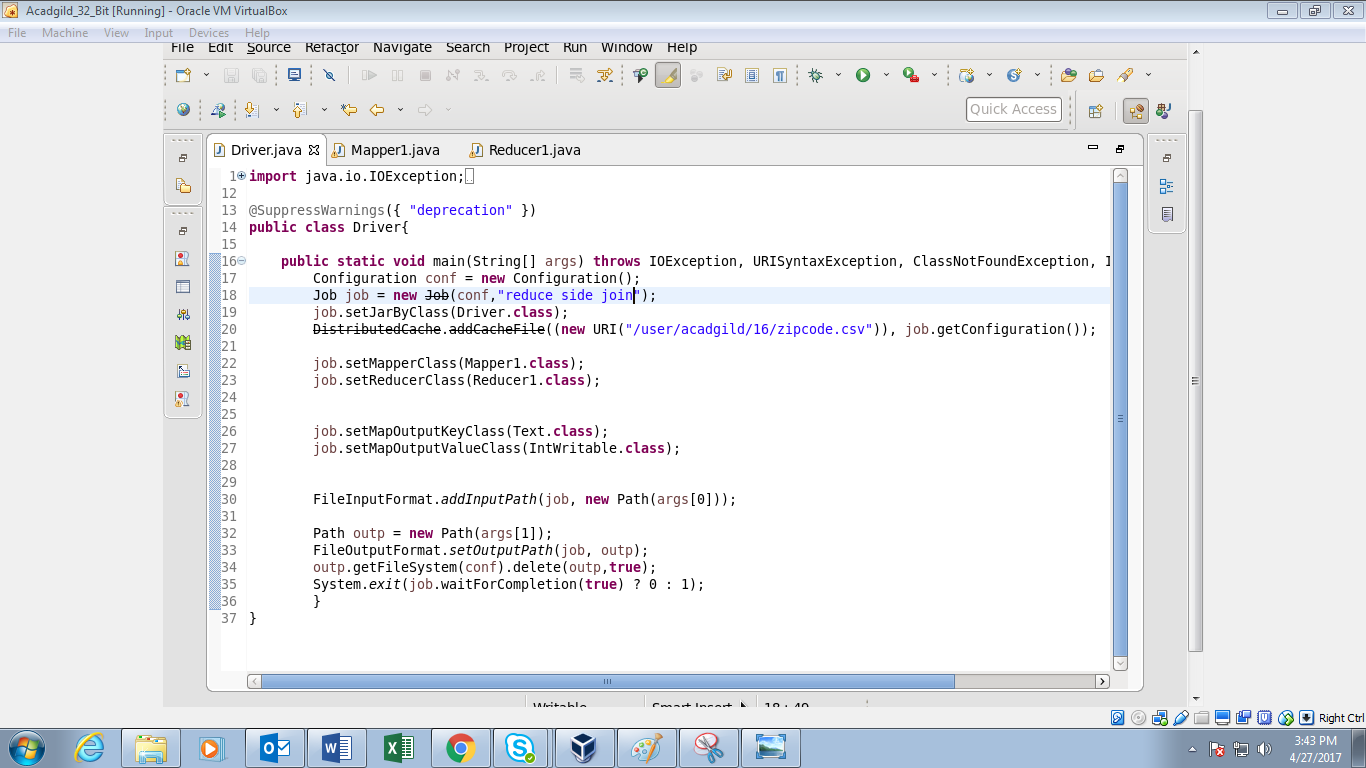 Acadgild_32_Bit [Running] - Oracle VM VirtualBox
File Machine View Input Devices Help
File Edit Source Refactor Navigate Search Project Run Window Help
Quick Access
Driver.java Mapper1.java Reducer1.java
1 import java.io.IOException;
12
13 @SuppressWarnings({ "deprecation" })
14 public class Driver{
15
16 public static void main(String[] args) throws IOException, URISyntaxException, ClassNotFoundException, I
17 Configuration conf = new Configuration();
18 Job job = new Job(conf,"reduce side join");
19 job.setJarByClass(Driver.class);
20 DistributedCache.addCacheFile((new URI("/user/acadgild/16/zipcode.csv")), job.getConfiguration());
21
22 job.setMapperClass(Mapper1.class);
23 job.setReducerClass(Reducer1.class);
24
25
26 job.setMapOutputKeyClass(Text.class);
27 job.setMapOutputValueClass(IntWritable.class);
28
29
30 FileInputFormat.addInputPath(job, new Path(args[0]));
31
32 Path outp = new Path(args[1]);
33 FileOutputFormat.setOutputPath(job, outp);
34 outp.getFileSystem(conf).delete(outp,true);
35 System.exit(job.waitForCompletion(true) ? 0 : 1);
36 }
37 }
Writable Smart Insert 18 : 49
Right Ctrl
3:43 PM
4/27/2017